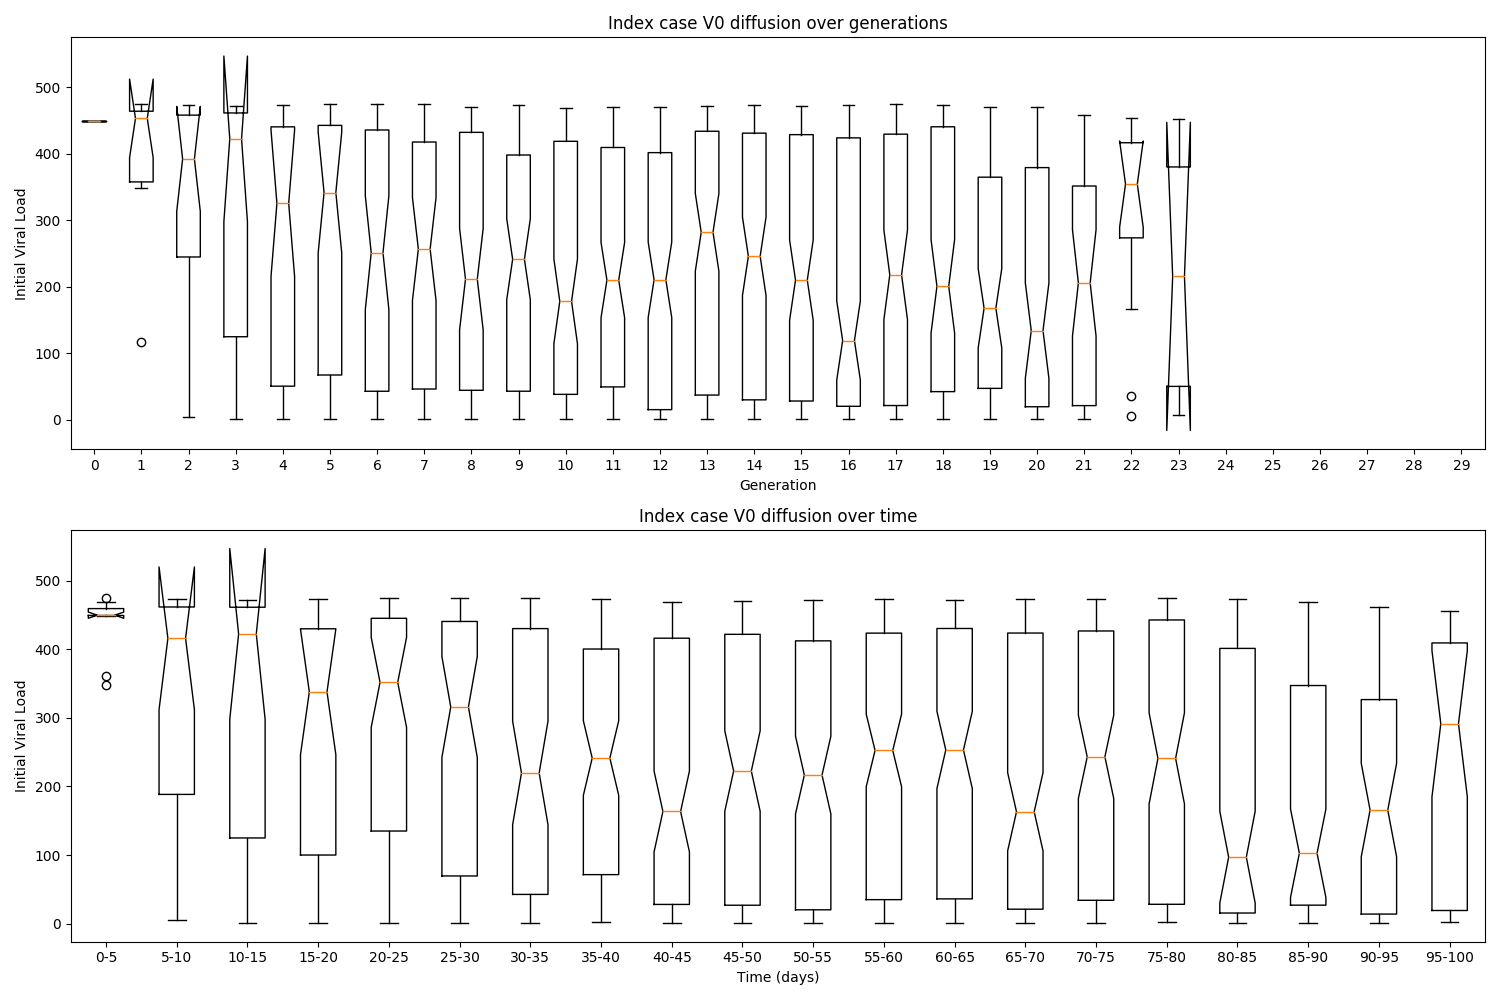 Index case V0 diffusion over generations
Initial Viral Load
500
400
300
200
100
0
0 1 2 3 4 5 6 7 8 9 10 11 12 13 14 15 16 17 18 19 20 21 22 23 24 25 26 27 28 29
Generation
Index case V0 diffusion over time
Initial Viral Load
500
400
300
200
100
0
0-5 5-10 10-15 15-20 20-25 25-30 30-35 35-40 40-45 45-50 50-55 55-60 60-65 65-70 70-75 75-80 80-85 85-90 90-95 95-100
Time (days)